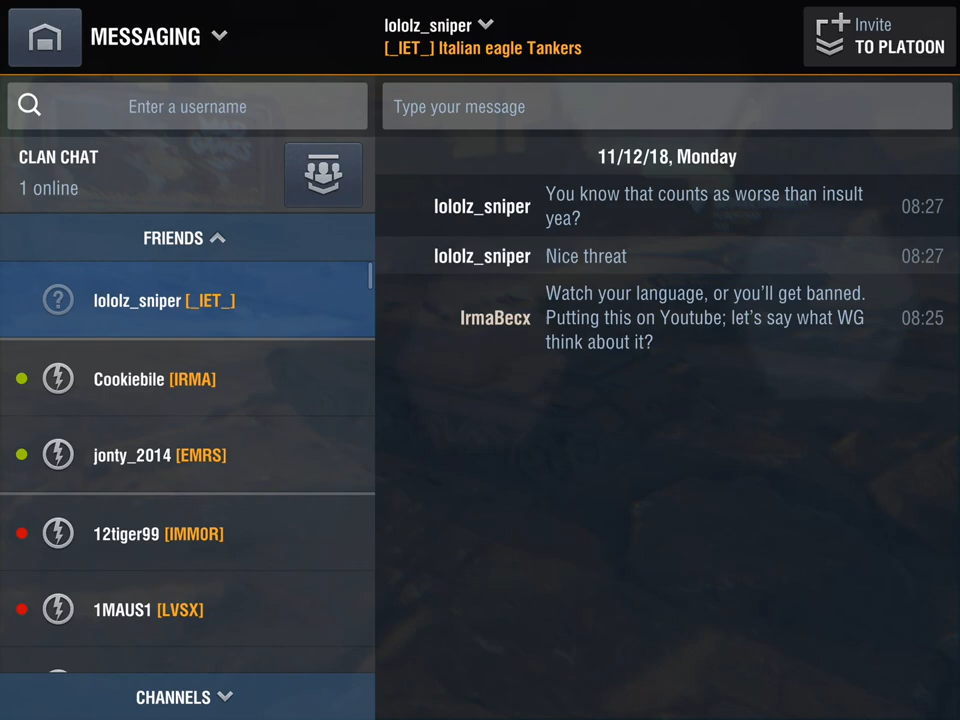 MESSAGING
lololz_sniper
[_IET_] Italian eagle Tankers
Invite
TO PLATOON
Enter a username
Type your message
CLAN CHAT
1 online
FRIENDS
lololz_sniper [_IET_]
Cookiebile [IRMA]
jonty_2014 [EMRS]
12tiger99 [IMM0R]
1MAUS1 [LVSX]
CHANNELS
11/12/18, Monday
lololz_sniper
You know that counts as worse than insult
yea?
08:27
lololz_sniper
Nice threat
08:27
IrmaBecx
Watch your language, or you'll get banned.
Putting this on Youtube; let's say what WG
think about it?
08:25